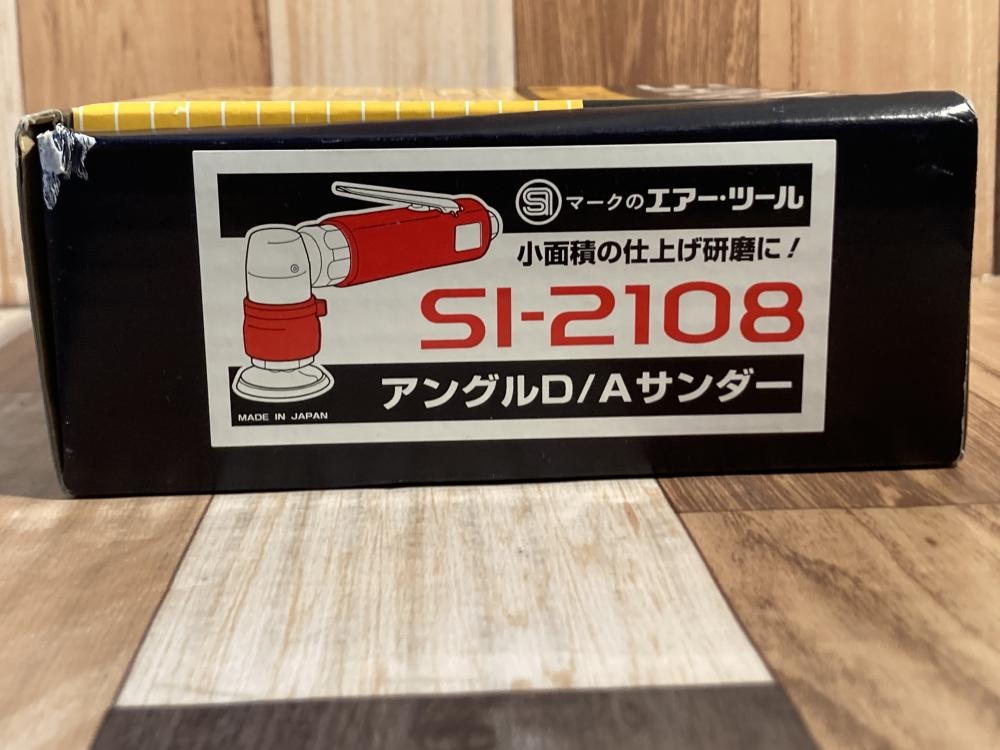 SI マークのエアー・ツール
小面積の仕上げ研磨に!
SI-2108
アングルD/Aサンダー
MADE IN JAPAN